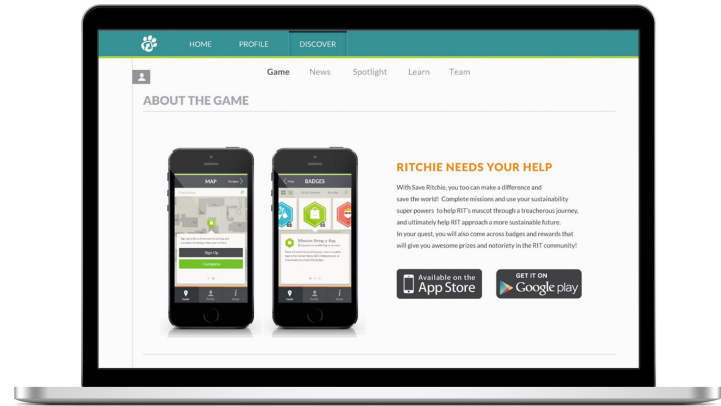 HOME PROFILE DISCOVER
Game News Spotlight Learn Team
ABOUT THE GAME
MAP
BADGES
Sign Up
Complete
RITCHIE NEEDS YOUR HELP
With Save Ritchie, you too can make a difference and
save the world! Complete missions and use your sustainability
super powers to help RIT's mascot through a treacherous journey,
and ultimately help RIT approach a more sustainable future.
In your quest, you will also come across badges and rewards that
will give you awesome prizes and notoriety in the RIT community!
Available on the
App Store
GET IT ON
Google play